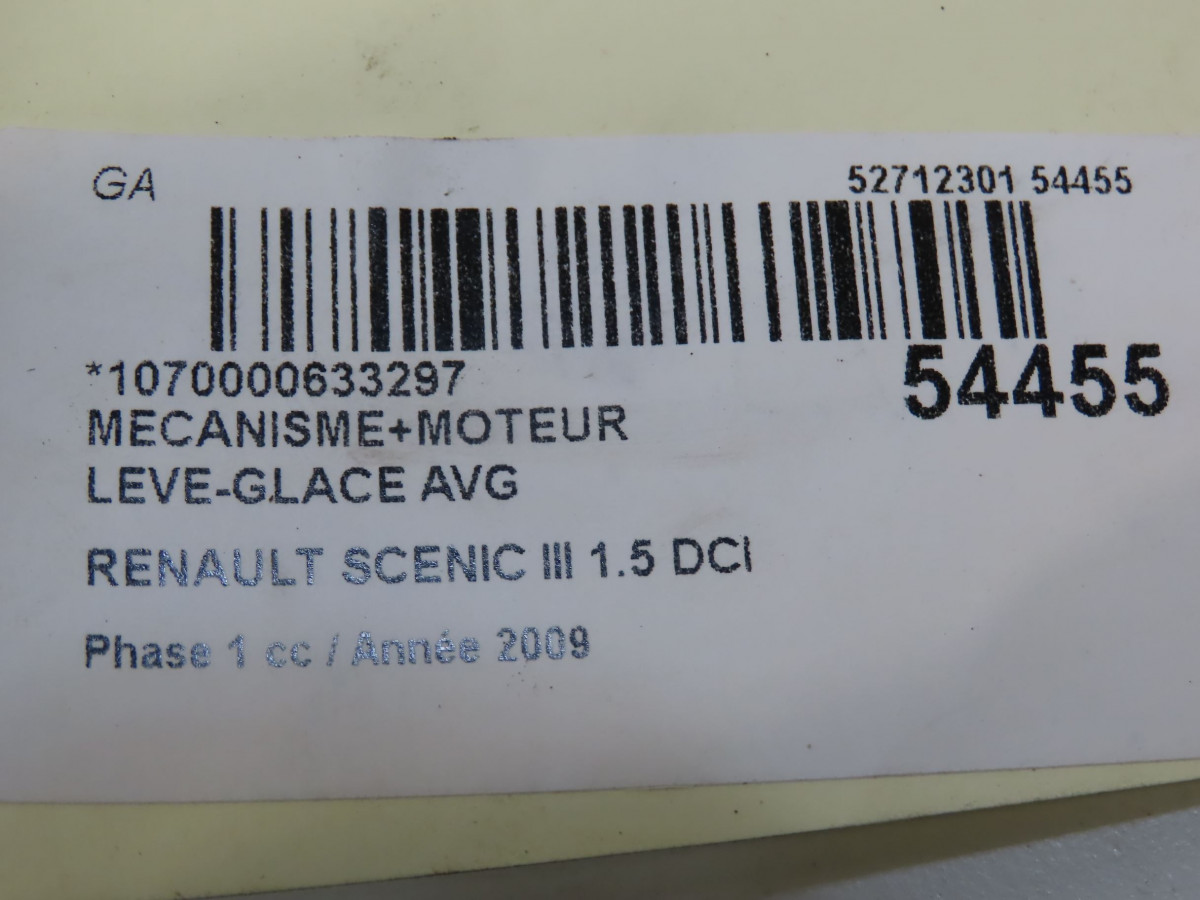 GA
52712301 54455
*1070000633297
54455
MECANISME+MOTEUR
LEVE-GLACE AVG
RENAULT SCENIC III 1.5 DCI
Phase 1 cc / Année 2009